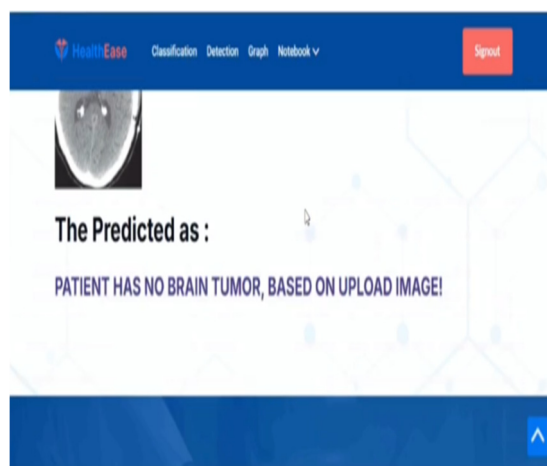 HealthEase Classification Detection Graph Notebook Signout
The Predicted as :
PATIENT HAS NO BRAIN TUMOR, BASED ON UPLOAD IMAGE!